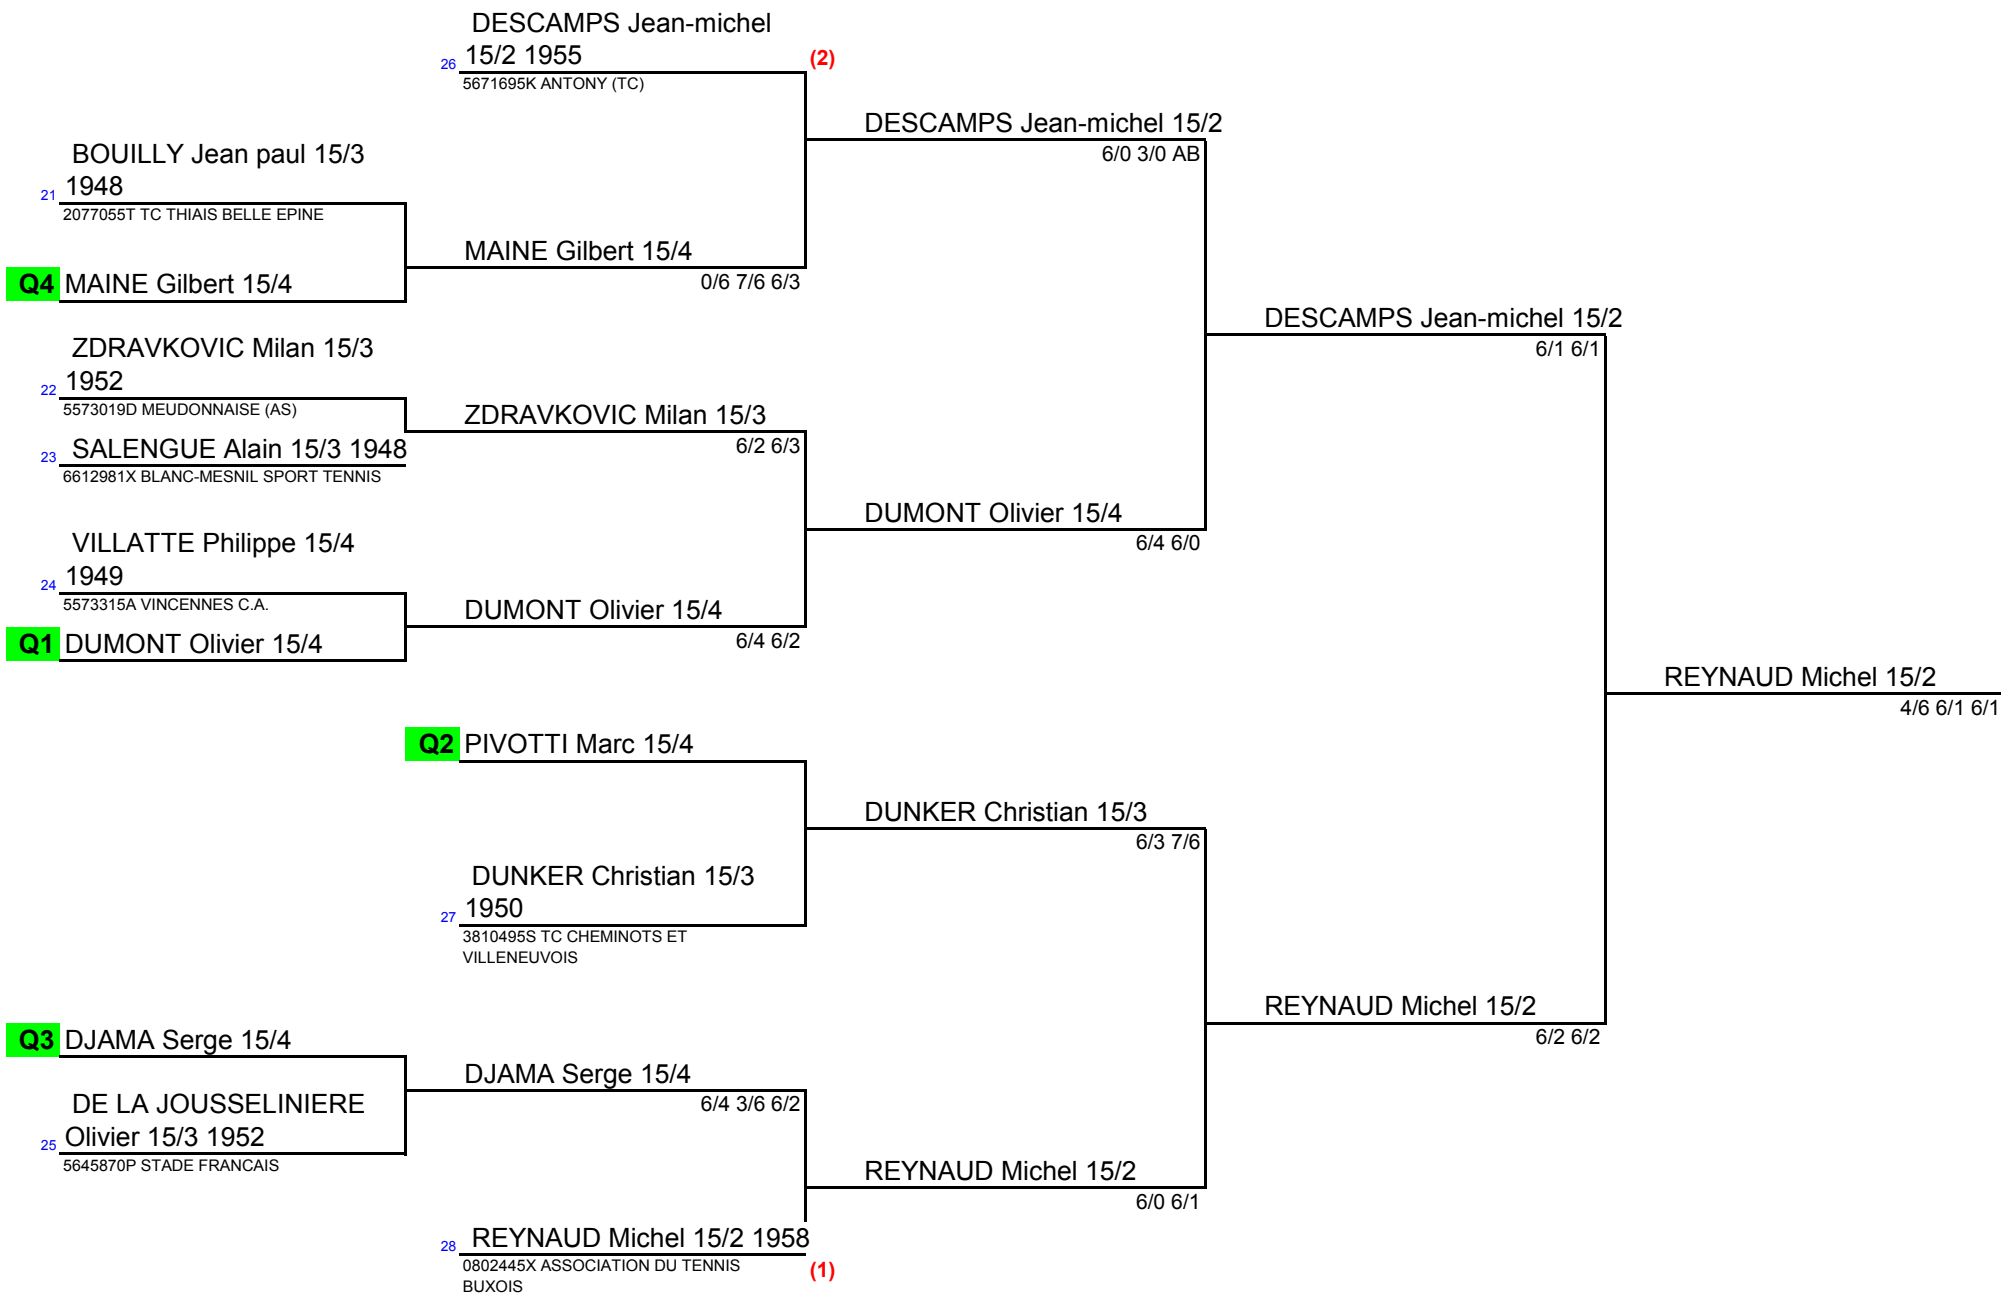 DESCAMPS Jean-michel
26 15/2 1955
(2)
5671695K ANTONY (TC)
DESCAMPS Jean-michel 15/2
6/0 3/0 AB
BOUILLY Jean paul 15/3
21 1948
2077055T TC THIAIS BELLE EPINE
MAINE Gilbert 15/4
0/6 7/6 6/3
Q4 MAINE Gilbert 15/4
DESCAMPS Jean-michel 15/2
6/1 6/1
ZDRAVKOVIC Milan 15/3
22 1952
5573019D MEUDONNAISE (AS)
ZDRAVKOVIC Milan 15/3
6/2 6/3
23 SALENGUE Alain 15/3 1948
6612981X BLANC-MESNIL SPORT TENNIS
DUMONT Olivier 15/4
6/4 6/0
VILLATTE Philippe 15/4
24 1949
5573315A VINCENNES C.A.
DUMONT Olivier 15/4
6/4 6/2
Q1 DUMONT Olivier 15/4
REYNAUD Michel 15/2
4/6 6/1 6/1
Q2 PIVOTTI Marc 15/4
DUNKER Christian 15/3
6/3 7/6
DUNKER Christian 15/3
27 1950
3810495S TC CHEMINOTS ET
VILLENEUVOIS
REYNAUD Michel 15/2
6/2 6/2
Q3 DJAMA Serge 15/4
DJAMA Serge 15/4
6/4 3/6 6/2
DE LA JOUSSELINIERE
25 Olivier 15/3 1952
5645870P STADE FRANCAIS
REYNAUD Michel 15/2
6/0 6/1
28 REYNAUD Michel 15/2 1958
0802445X ASSOCIATION DU TENNIS
BUXOIS
(1)